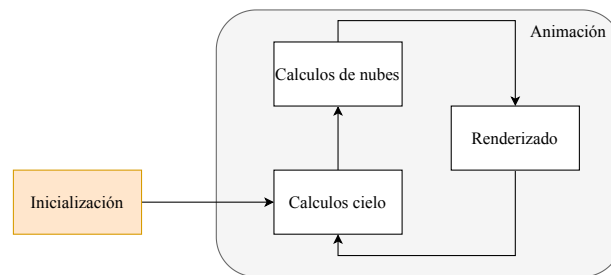 Animación
Calculos de nubes
Renderizado
Inicialización
Calculos cielo